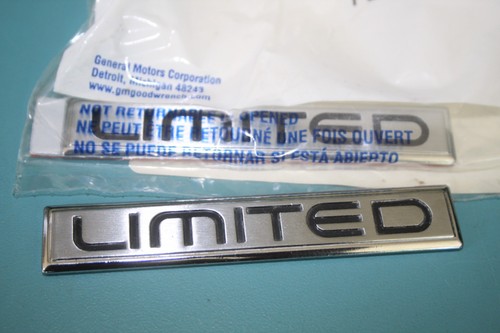 General Motors Corporation
Detroit, Michigan 48243
www.gmgoodwrench.com
NOT RETURNABLE IF OPENED
LIMITED
NE PEUT ÊTRE RETOURNÉ UNE FOIS OUVERT
NO SE PUEDE RETORNAR SI ESTÁ ABIERTO
LIMITED